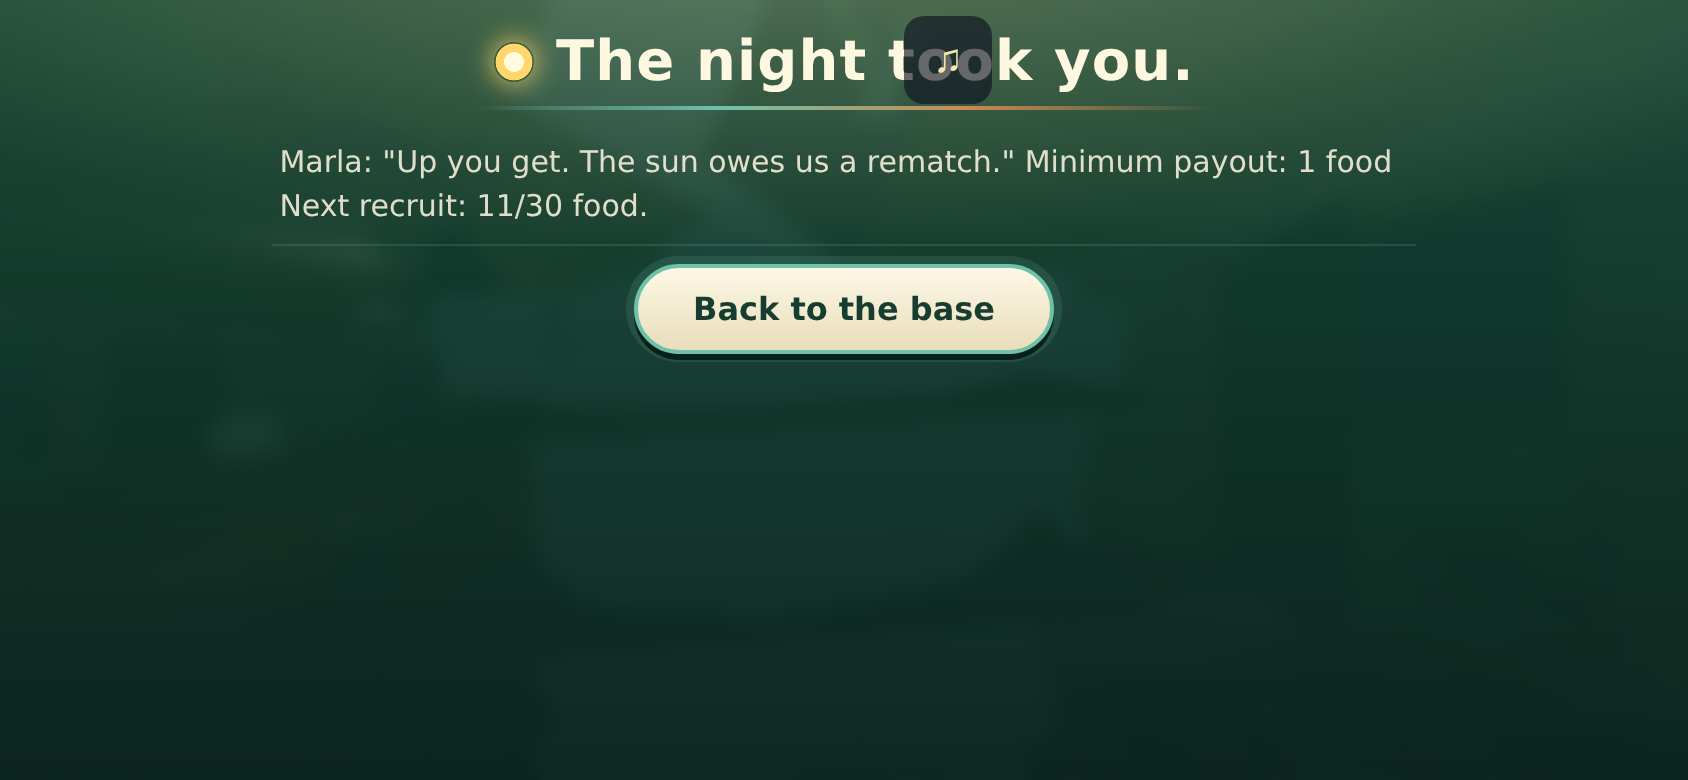 The night took you.
Marla: "Up you get. The sun owes us a rematch." Minimum payout: 1 food
Next recruit: 11/30 food.
Back to the base